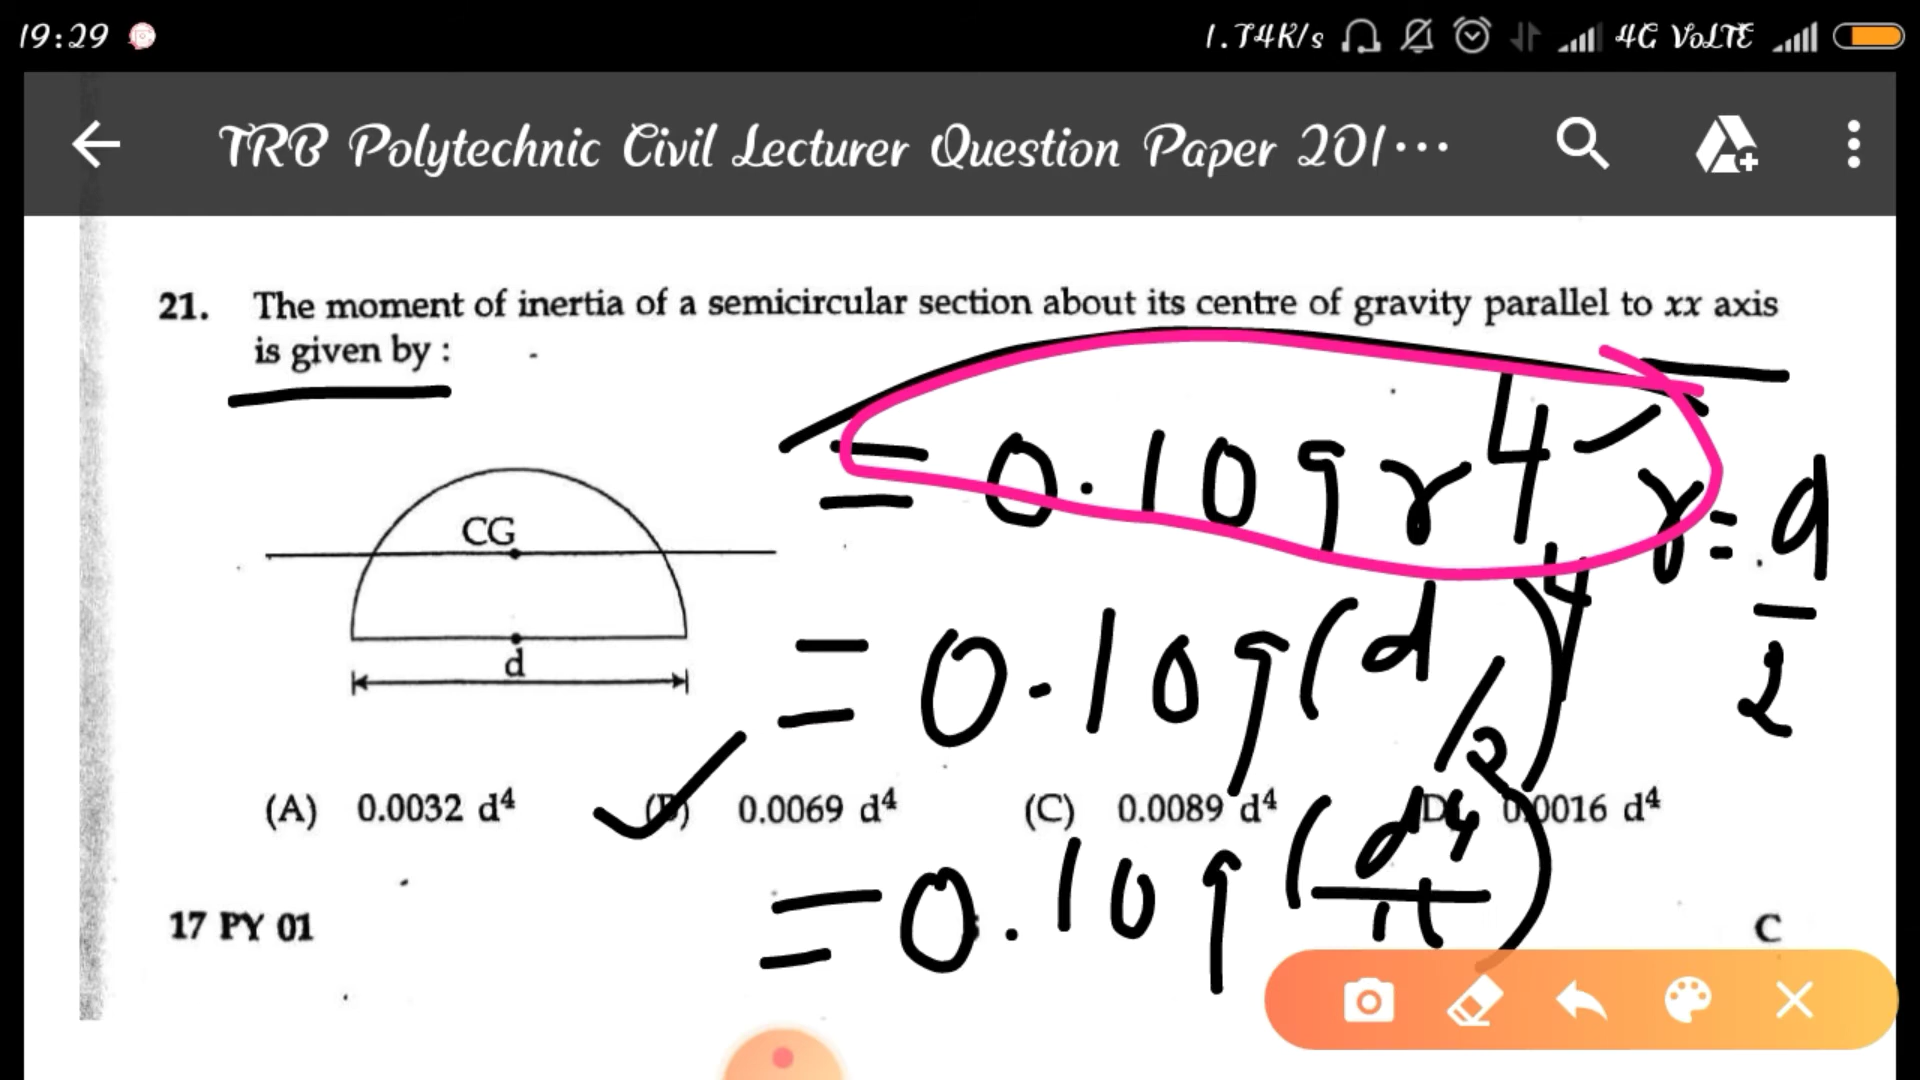 19:29
1.74K/s 4G VoLTE
TRB Polytechnic Civil Lecturer Question Paper 201...
21. The moment of inertia of a semicircular section about its centre of gravity parallel to xx axis
is given by :
= 0.109 r⁴
r = d/2
CG
= 0.109 (d/2)⁴
d
(A) 0.0032 d⁴ (B) 0.0069 d⁴ (C) 0.0089 d⁴ (D) 0.0016 d⁴
= 0.109 (d⁴/16)
17 PY 01 C